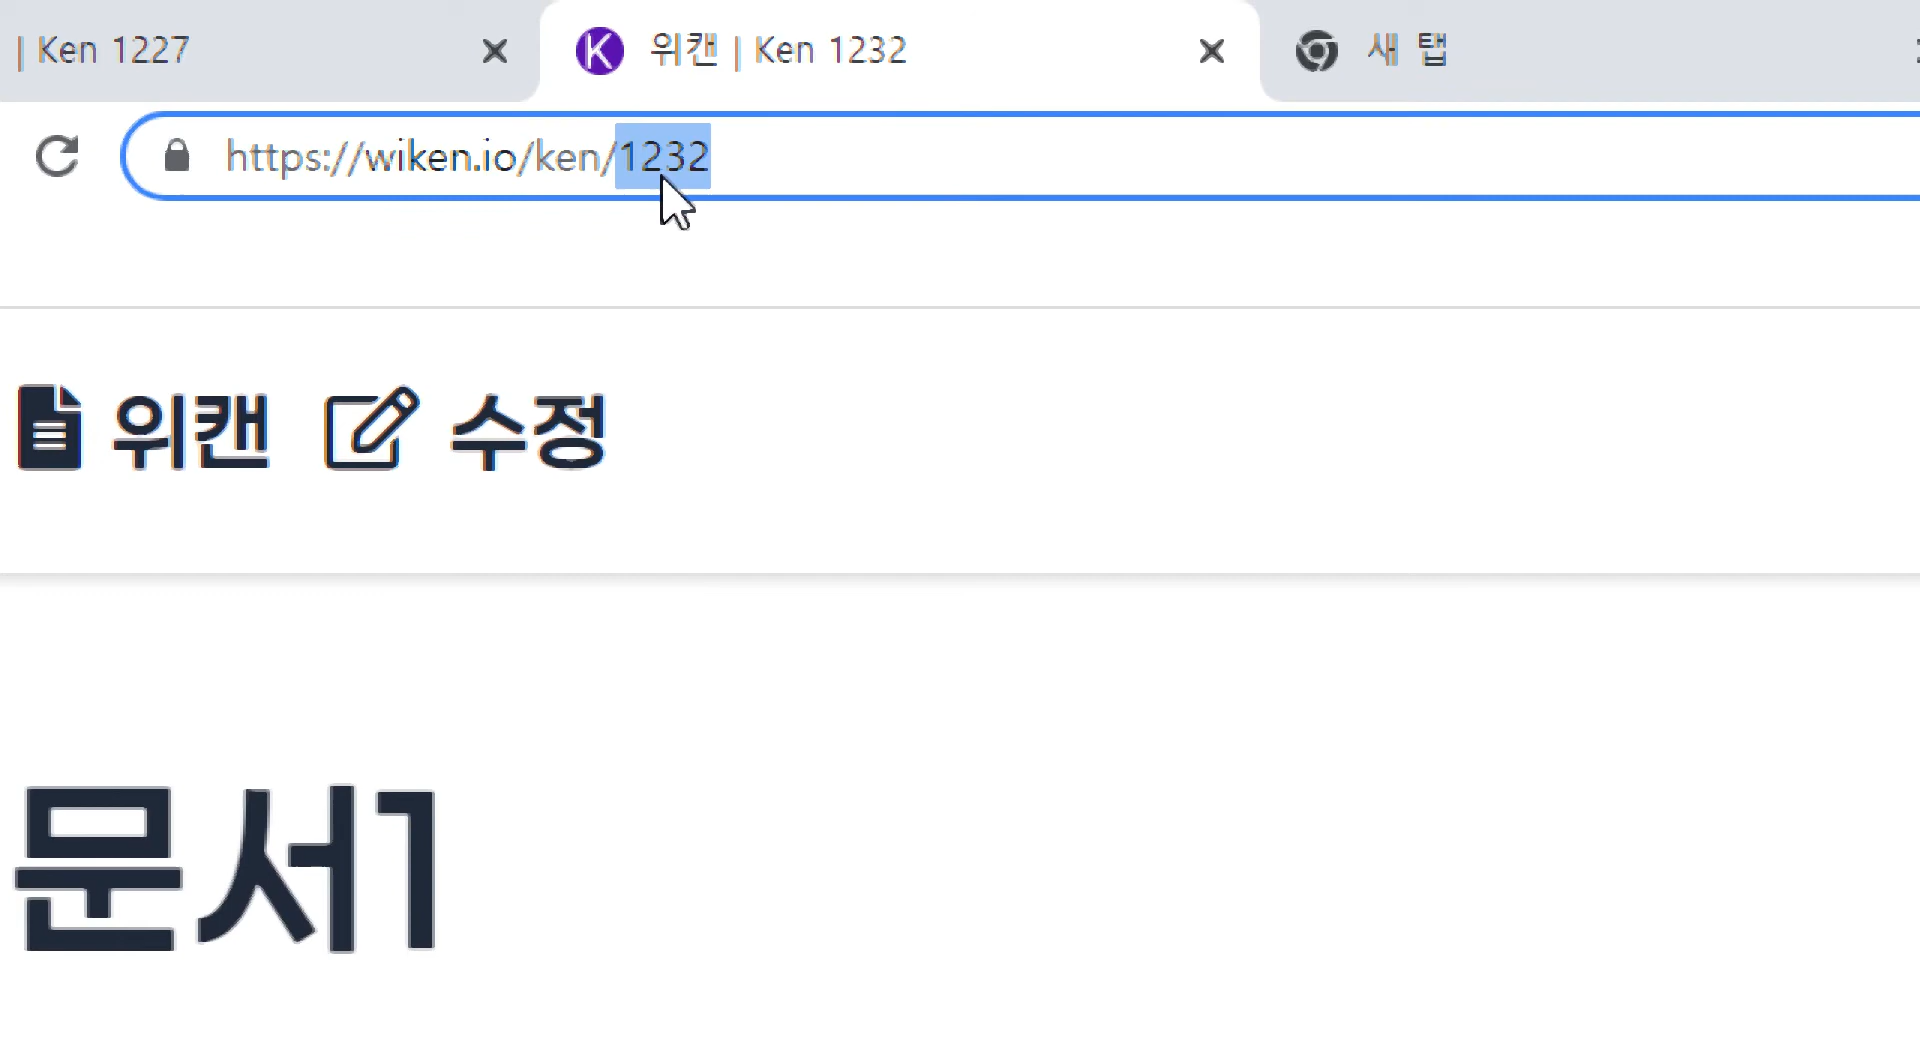 | Ken 1227
K 위캔 | Ken 1232
새 탭
https://wiken.io/ken/1232
위캔 수정
문서1